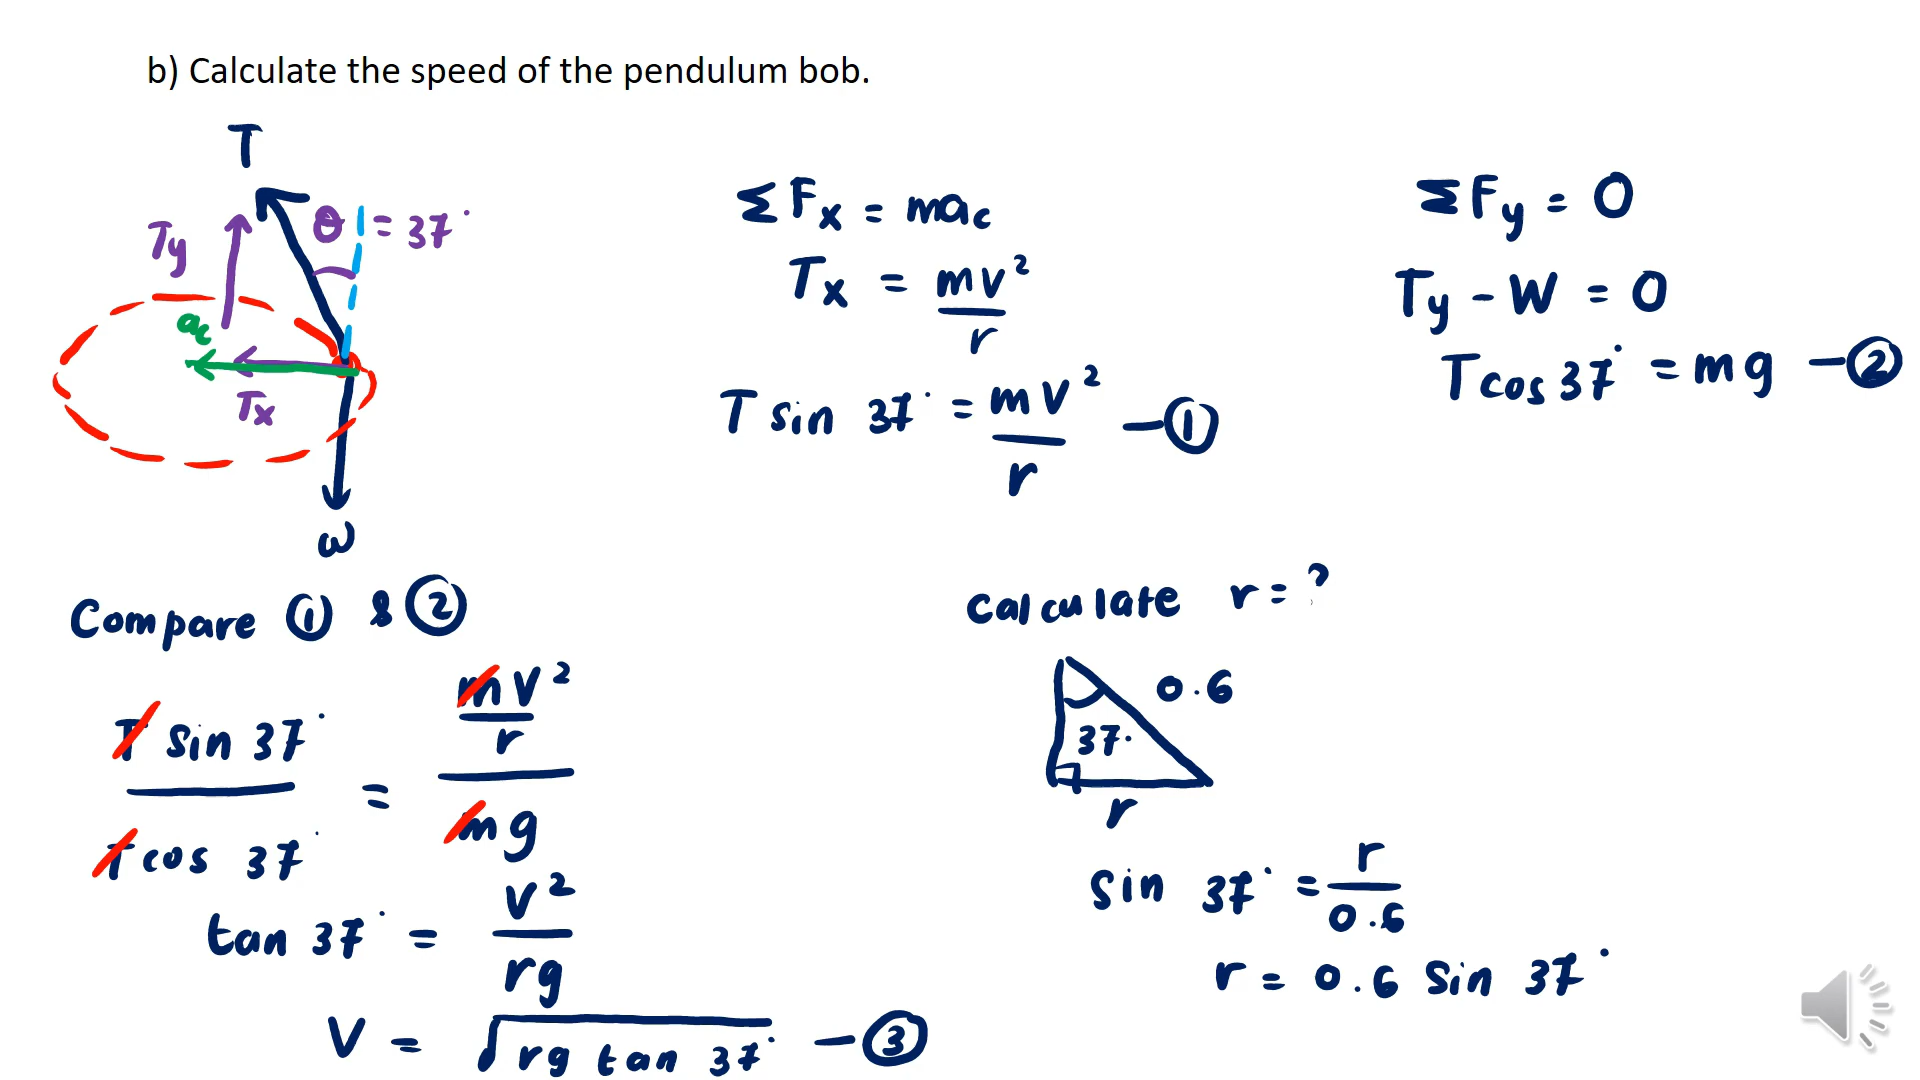 b) Calculate the speed of the pendulum bob.
T
θ = 37°
Ty
ac
Tx
W
ΣFx = mac
Tx = mv²/r
T sin 37° = mv²/r — ①
ΣFy = 0
Ty - W = 0
T cos 37° = mg — ②
Compare ① & ②
T sin 37° / T cos 37° = (mv²/r) / mg
tan 37° = v²/rg
V = √(rg tan 37°) — ③
Calculate r = ?
0.6
37°
r
sin 37° = r/0.6
r = 0.6 sin 37°